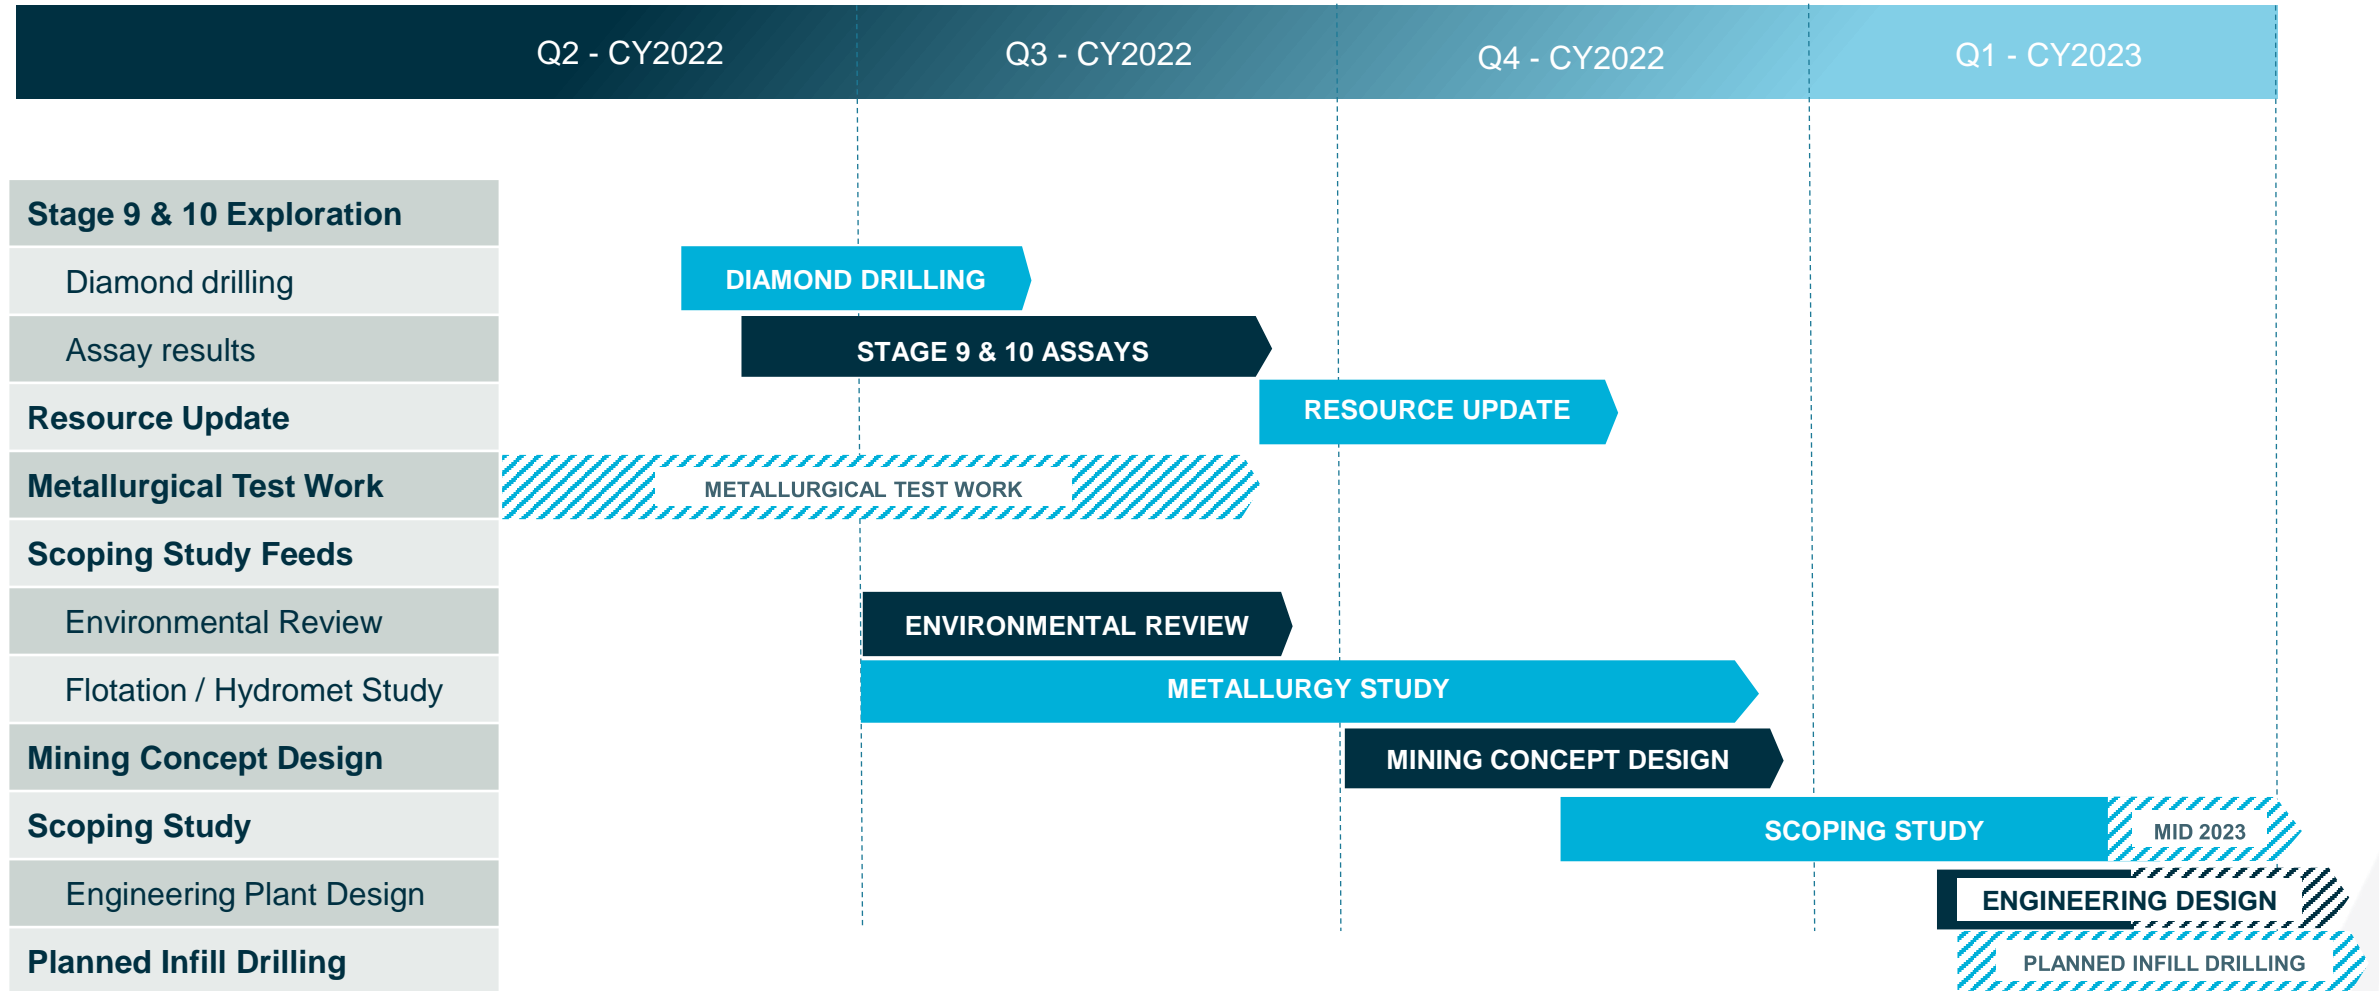 Q2 - CY2022
Q3 - CY2022
Q4 - CY2022
Q1 - CY2023
Stage 9 & 10 Exploration
Diamond drilling
DIAMOND DRILLING
Assay results
STAGE 9 & 10 ASSAYS
Resource Update
RESOURCE UPDATE
Metallurgical Test Work
METALLURGICAL TEST WORK
Scoping Study Feeds
Environmental Review
ENVIRONMENTAL REVIEW
Flotation / Hydromet Study
METALLURGY STUDY
Mining Concept Design
MINING CONCEPT DESIGN
Scoping Study
SCOPING STUDY
MID 2023
Engineering Plant Design
ENGINEERING DESIGN
Planned Infill Drilling
PLANNED INFILL DRILLING